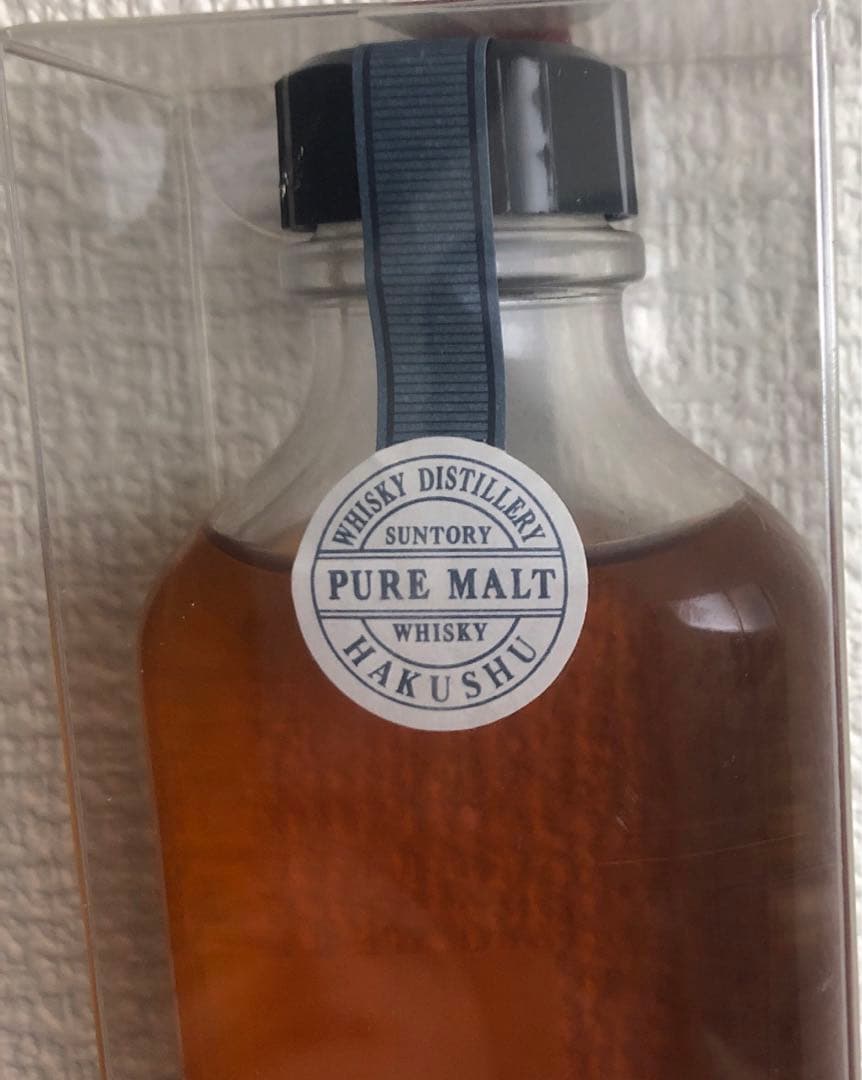 WHISKY DISTILLERY
SUNTORY
PURE MALT
WHISKY
HAKUSHU